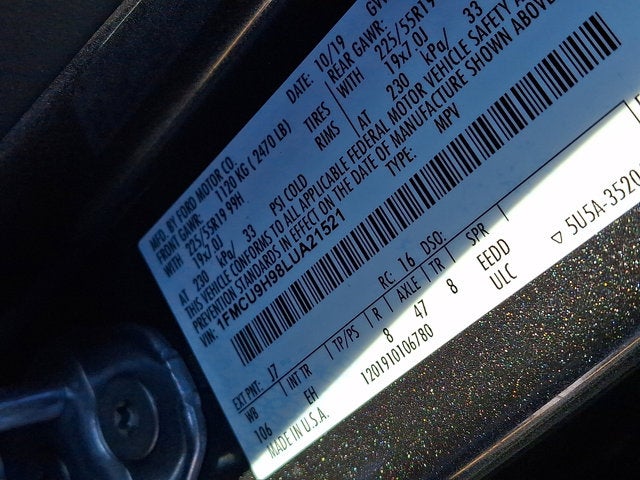 MFD. BY FORD MOTOR CO. DATE: 10/19 GV
FRONT GAWR: 1120 KG ( 2470 LB) REAR GAWR:
225/55R19 99H TIRES 225/55R19
WITH 19x7.0J RIMS WITH 19x7.0J
AT 230 kPa/ 33 PSI COLD AT 230 kPa/ 33
THIS VEHICLE CONFORMS TO ALL APPLICABLE FEDERAL MOTOR VEHICLE SAFETY A
PREVENTION STANDARDS IN EFFECT ON THE DATE OF MANUFACTURE SHOWN ABOVE
VIN: 1FMCU9H98LUA21521 TYPE: MPV
EXT PNT: J7 RC: 16 DSO:
WB INT TR TP/PS R AXLE TR SPR
106 EH 8 47 8 EEDD
ULC
MADE IN U.S.A. 1201910106780
▽ 5U5A-3520